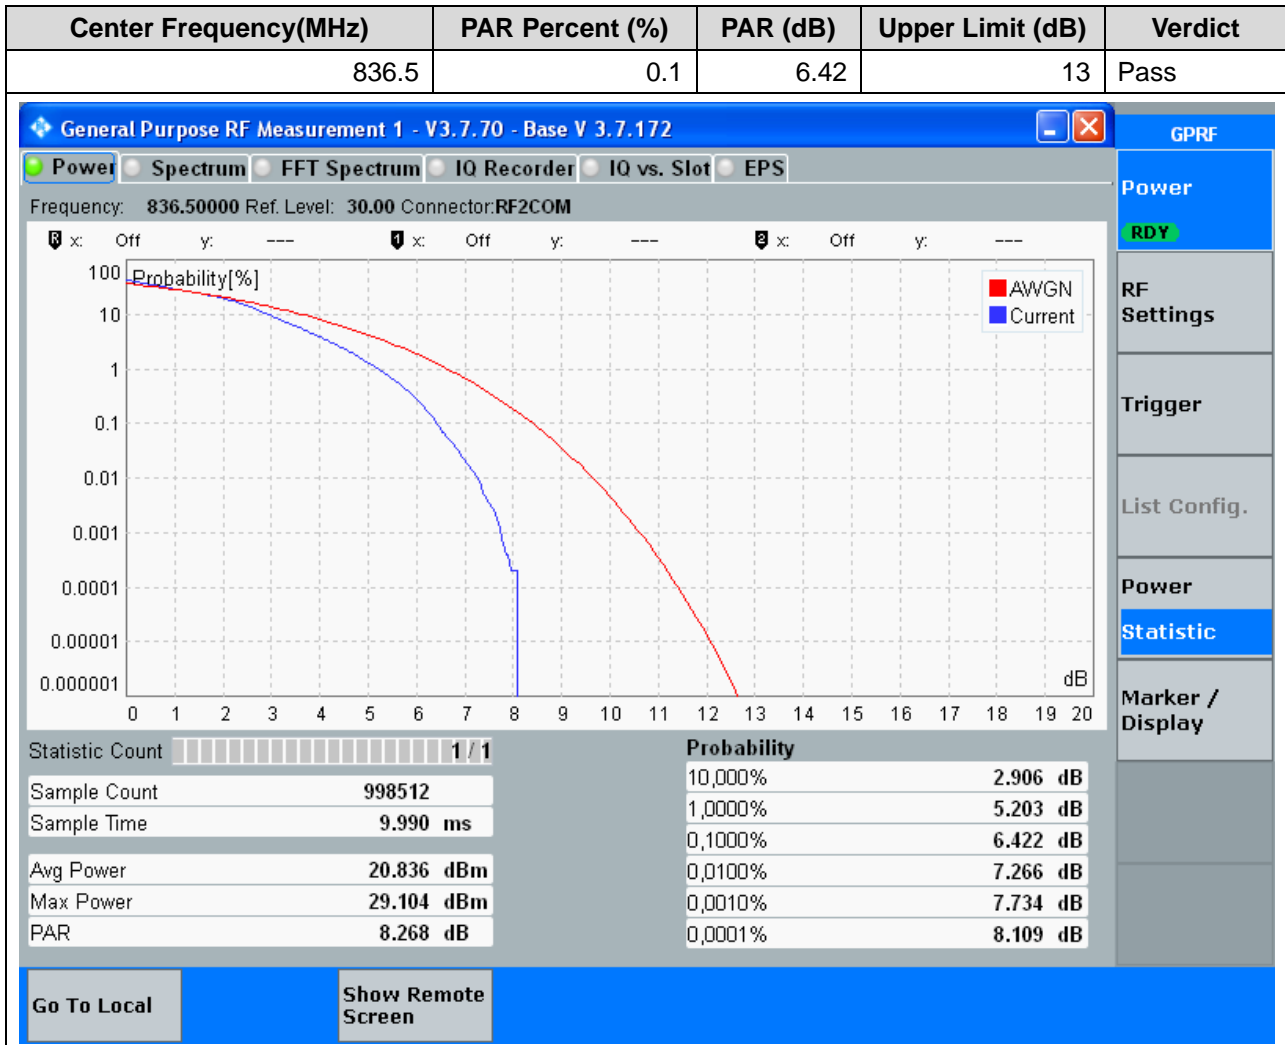 Center Frequency(MHz) PAR Percent (%) PAR (dB) Upper Limit (dB) Verdict
836.5 0.1 6.42 13 Pass
General Purpose RF Measurement 1 - V3.7.70 - Base V 3.7.172
GPRF
Power Spectrum FFT Spectrum IQ Recorder IQ vs. Slot EPS
Power
RDY
Frequency: 836.50000 Ref. Level: 30.00 Connector:RF2COM
R x: Off y: --- 1 x: Off y: --- 2 x: Off y: ---
Probability[%]
AWGN
Current
100
10
1
0.1
0.01
0.001
0.0001
0.00001
0.000001
dB
0 1 2 3 4 5 6 7 8 9 10 11 12 13 14 15 16 17 18 19 20
RF
Settings
Trigger
List Config.
Power
Statistic
Marker /
Display
Statistic Count 1 / 1
Sample Count 998512
Sample Time 9.990 ms
Avg Power 20.836 dBm
Max Power 29.104 dBm
PAR 8.268 dB
Probability
10,000% 2.906 dB
1,0000% 5.203 dB
0,1000% 6.422 dB
0,0100% 7.266 dB
0,0010% 7.734 dB
0,0001% 8.109 dB
Go To Local
Show Remote
Screen